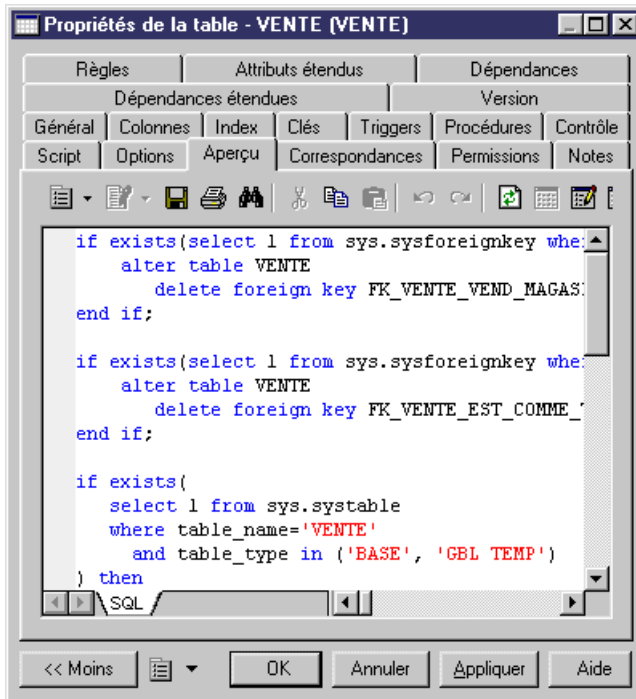 Propriétés de la table - VENTE (VENTE)
Règles Attributs étendus Dépendances
Dépendances étendues Version
Général Colonnes Index Clés Triggers Procédures Contrôle
Script Options Aperçu Correspondances Permissions Notes
if exists(select 1 from sys.sysforeignkey whe
alter table VENTE
delete foreign key FK_VENTE_VEND_MAGAS
end if;
if exists(select 1 from sys.sysforeignkey whe
alter table VENTE
delete foreign key FK_VENTE_EST_COMME_
end if;
if exists(
select 1 from sys.systable
where table_name='VENTE'
and table_type in ('BASE', 'GBL TEMP')
) then
SQL
<< Moins OK Annuler Appliquer Aide